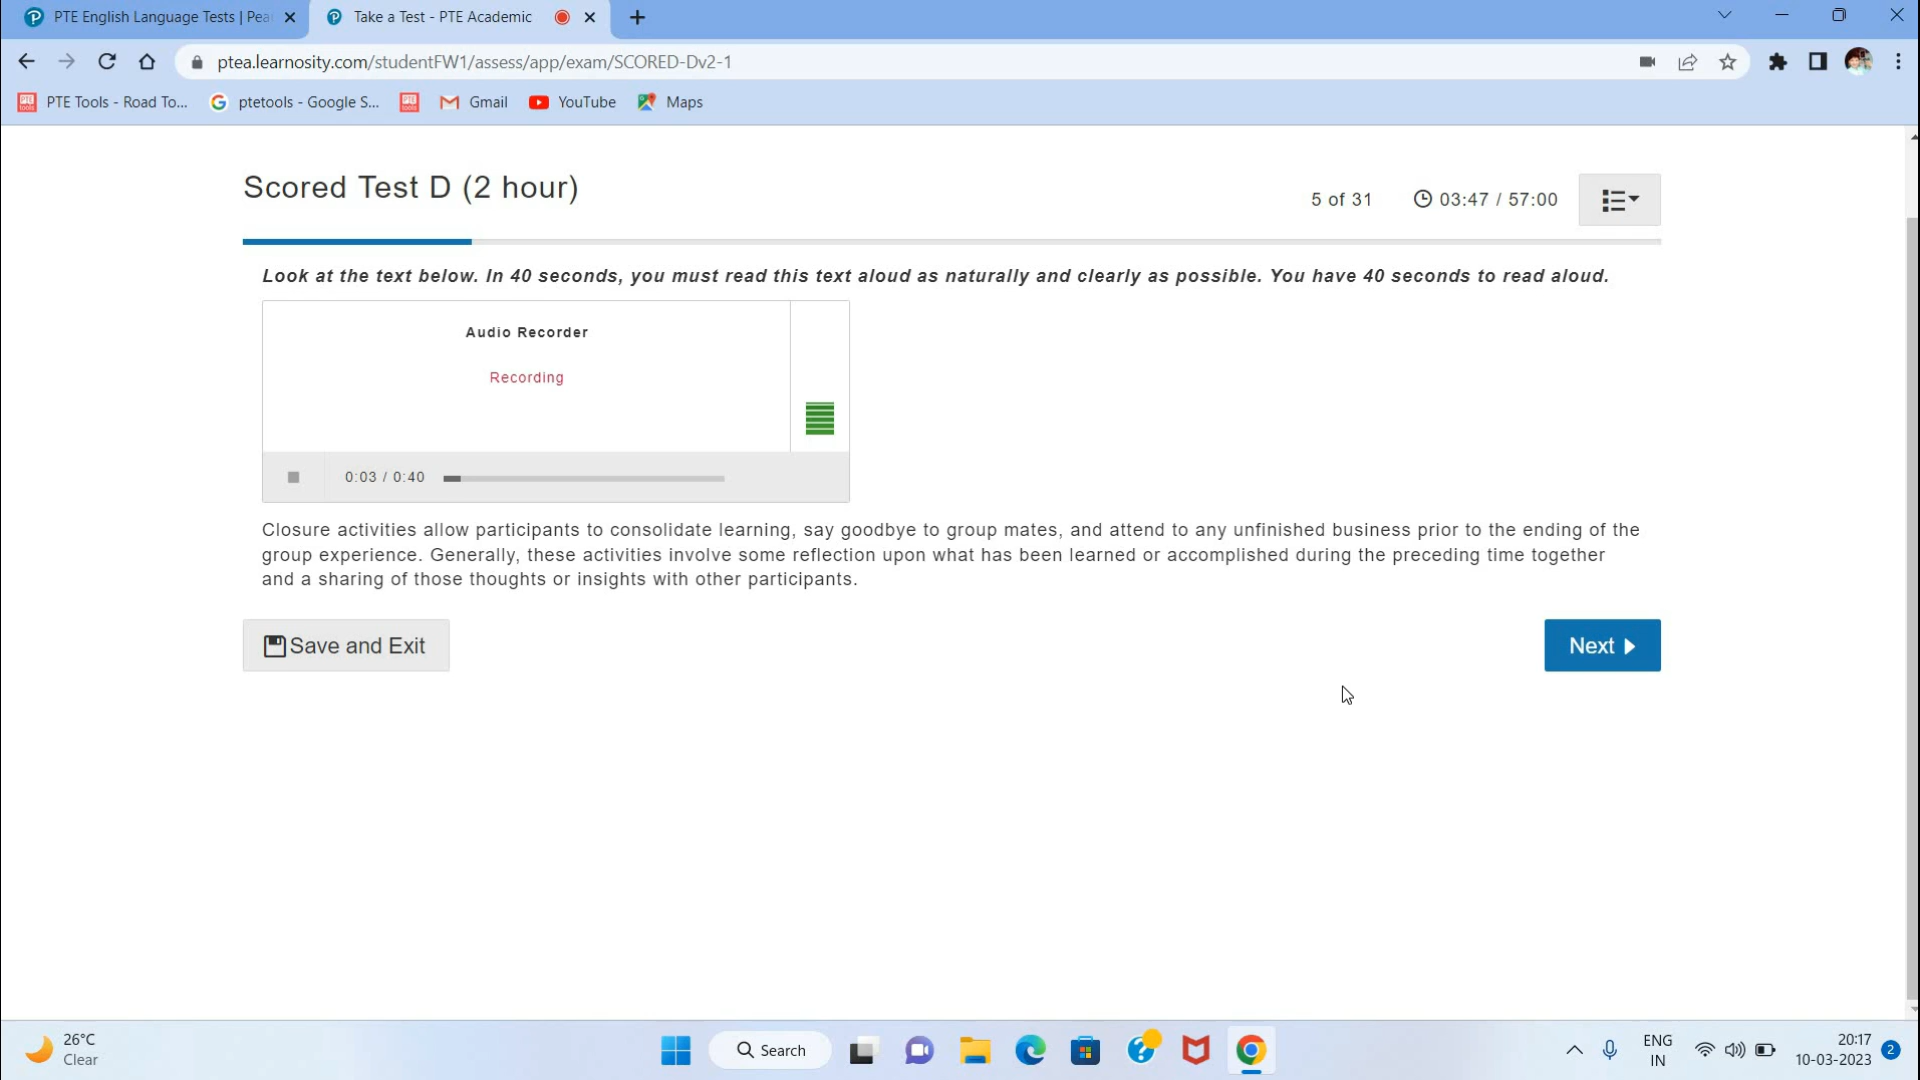 PTE English Language Tests | Pea
Take a Test - PTE Academic
ptea.learnosity.com/studentFW1/assess/app/exam/SCORED-Dv2-1
PTE Tools - Road To...
ptetools - Google S...
Gmail
YouTube
Maps
Scored Test D (2 hour)
5 of 31
03:47 / 57:00
Look at the text below. In 40 seconds, you must read this text aloud as naturally and clearly as possible. You have 40 seconds to read aloud.
Audio Recorder
Recording
0:03 / 0:40
Closure activities allow participants to consolidate learning, say goodbye to group mates, and attend to any unfinished business prior to the ending of the
group experience. Generally, these activities involve some reflection upon what has been learned or accomplished during the preceding time together
and a sharing of those thoughts or insights with other participants.
Save and Exit
Next
26°C
Clear
Search
ENG
IN
20:17
10-03-2023
2